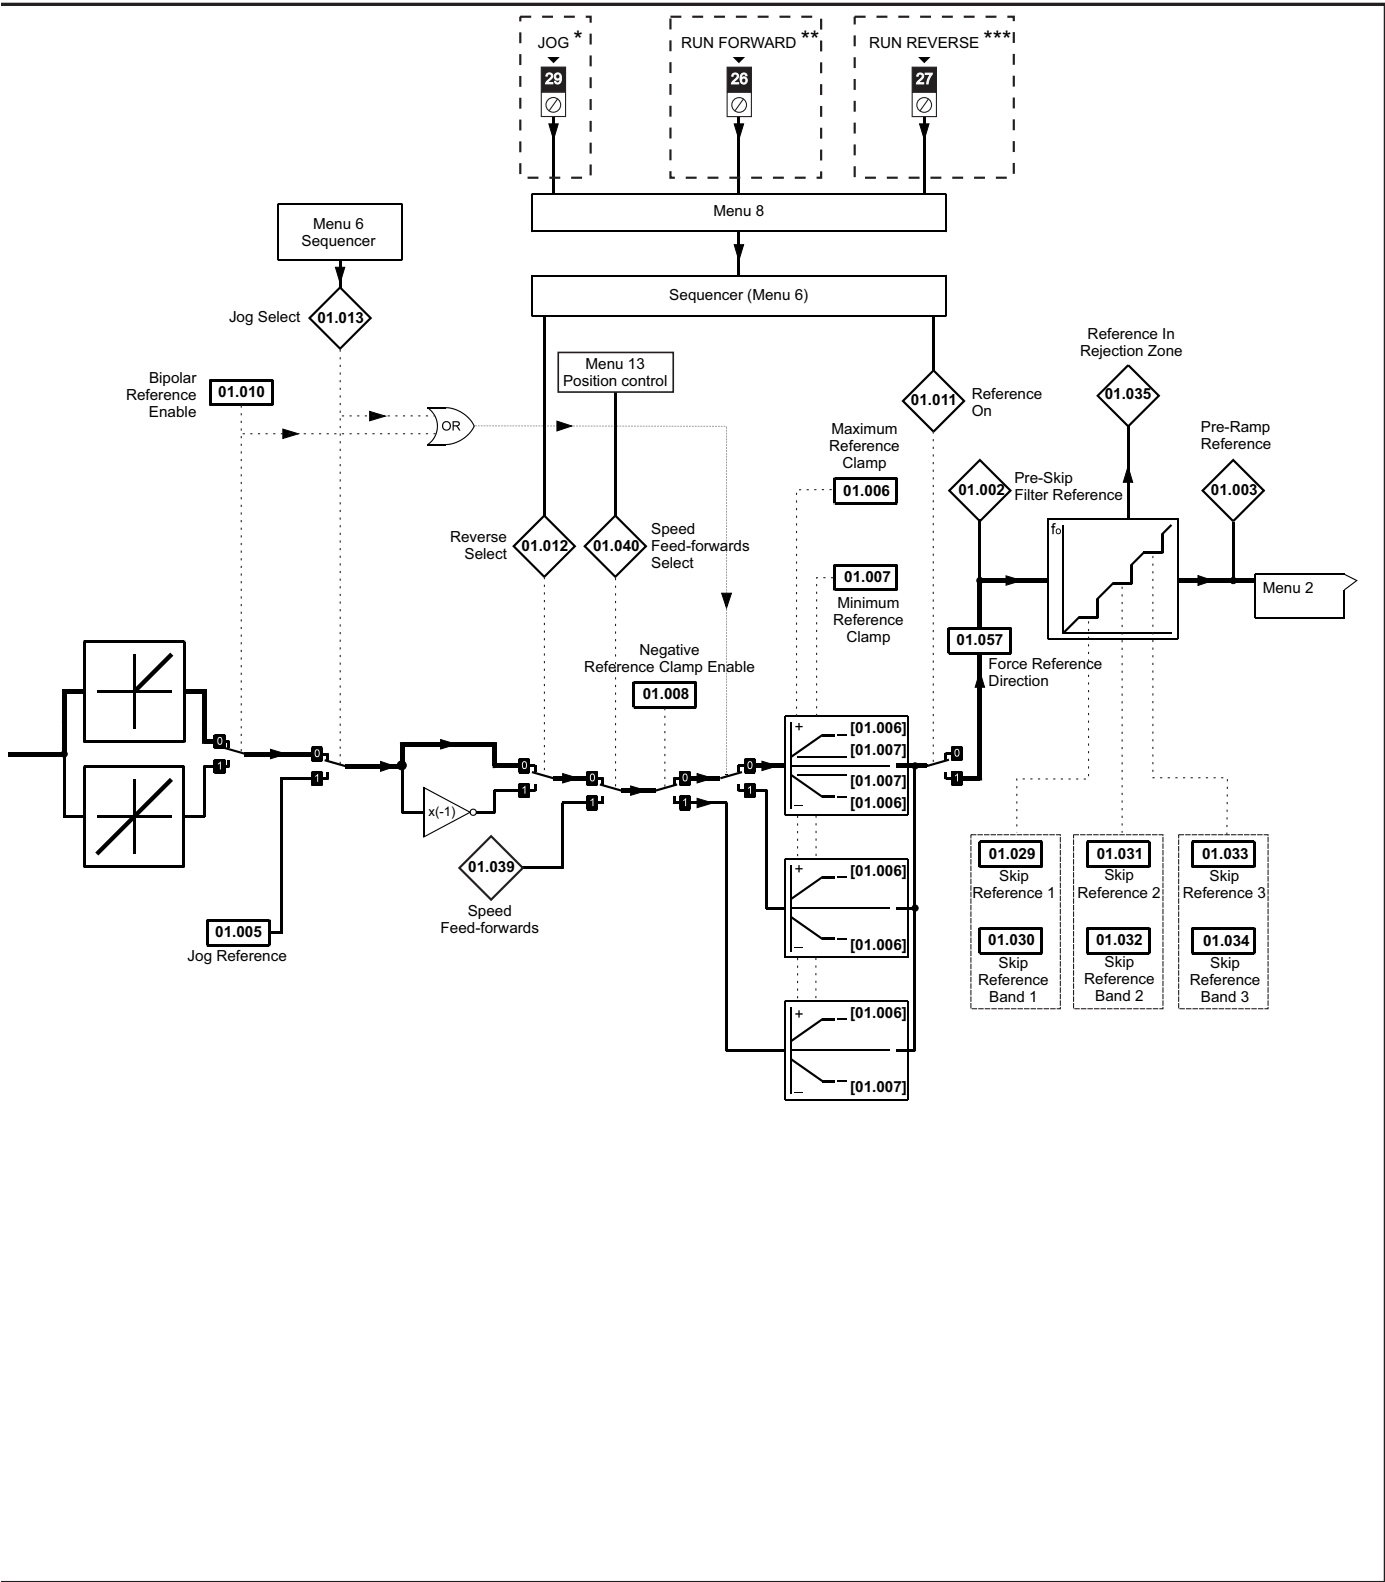 JOG *
RUN FORWARD **
RUN REVERSE ***
29
26
27
Menu 8
Menu 6
Sequencer
Sequencer (Menu 6)
Jog Select
01.013
Menu 13
Position control
Reference In
Rejection Zone
01.035
Bipolar
Reference
Enable
01.010
OR
01.011
Reference
On
Maximum
Reference
Clamp
01.006
Pre-Ramp
Reference
01.003
01.002
Pre-Skip
Filter Reference
Reverse
Select
01.012
01.040
Speed
Feed-forwards
Select
fo
01.007
Minimum
Reference
Clamp
Menu 2
01.057
Force Reference
Direction
Negative
Reference Clamp Enable
01.008
0
1
0
1
x(-1)
0
1
0
1
0
1
0
1
+
[01.006]
[01.007]
[01.007]
[01.006]
–
0
1
01.039
Speed
Feed-forwards
+
[01.006]
–
[01.006]
01.005
Jog Reference
01.029
Skip
Reference 1
01.030
Skip
Reference
Band 1
01.031
Skip
Reference 2
01.032
Skip
Reference
Band 2
01.033
Skip
Reference 3
01.034
Skip
Reference
Band 3
+
[01.006]
–
[01.007]